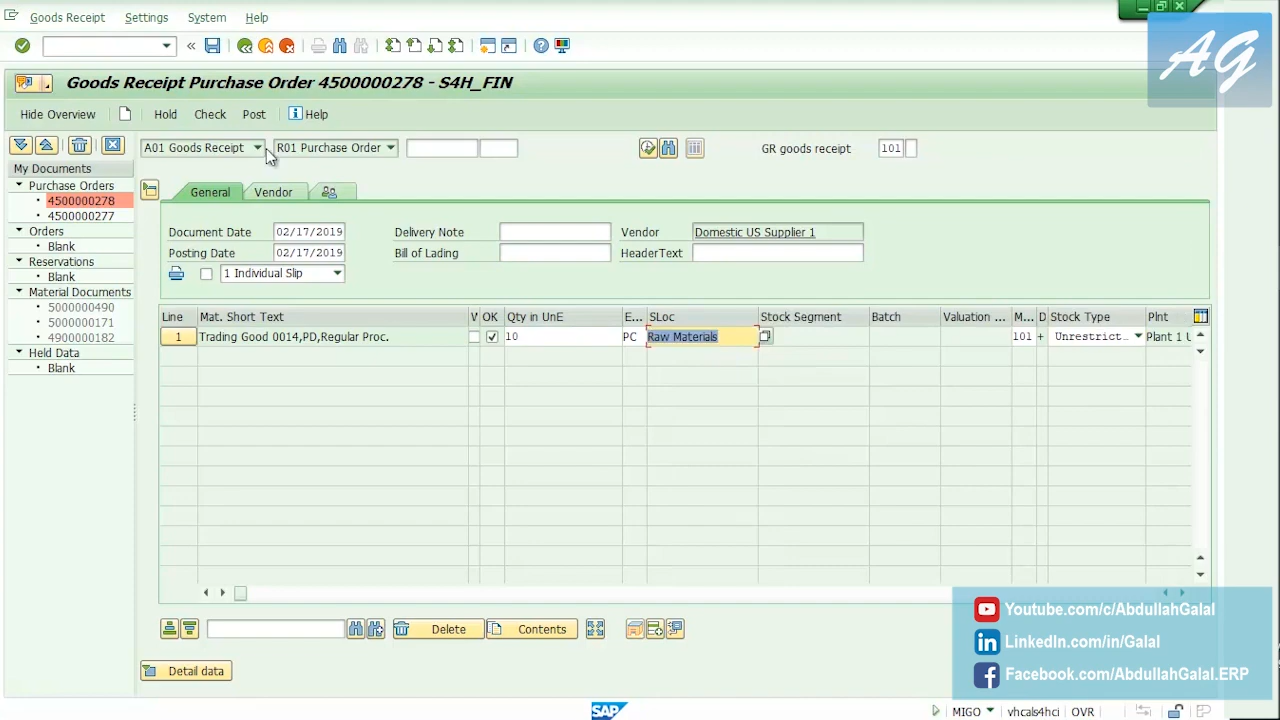 Goods Receipt Settings System Help
Goods Receipt Purchase Order 4500000278 - S4H_FIN
Hide Overview Hold Check Post Help
A01 Goods Receipt R01 Purchase Order GR goods receipt 101
My Documents
Purchase Orders
4500000278
4500000277
Orders
Blank
Reservations
Blank
Material Documents
5000000490
5000000171
4900000182
Held Data
Blank
General Vendor
Document Date 02/17/2019 Delivery Note Vendor Domestic US Supplier 1
Posting Date 02/17/2019 Bill of Lading HeaderText
1 Individual Slip
Line Mat. Short Text OK Qty in UnE E... SLoc Stock Segment Batch Valuation ... M... D Stock Type Plnt
1 Trading Good 0014,PD,Regular Proc. 10 PC Raw Materials 101 + Unrestrict... Plant 1 U
Delete Contents
Detail data
AG
Youtube.com/c/AbdullahGalal
LinkedIn.com/in/Galal
Facebook.com/AbdullahGalal.ERP
SAP MIGO vhcals4hci OVR